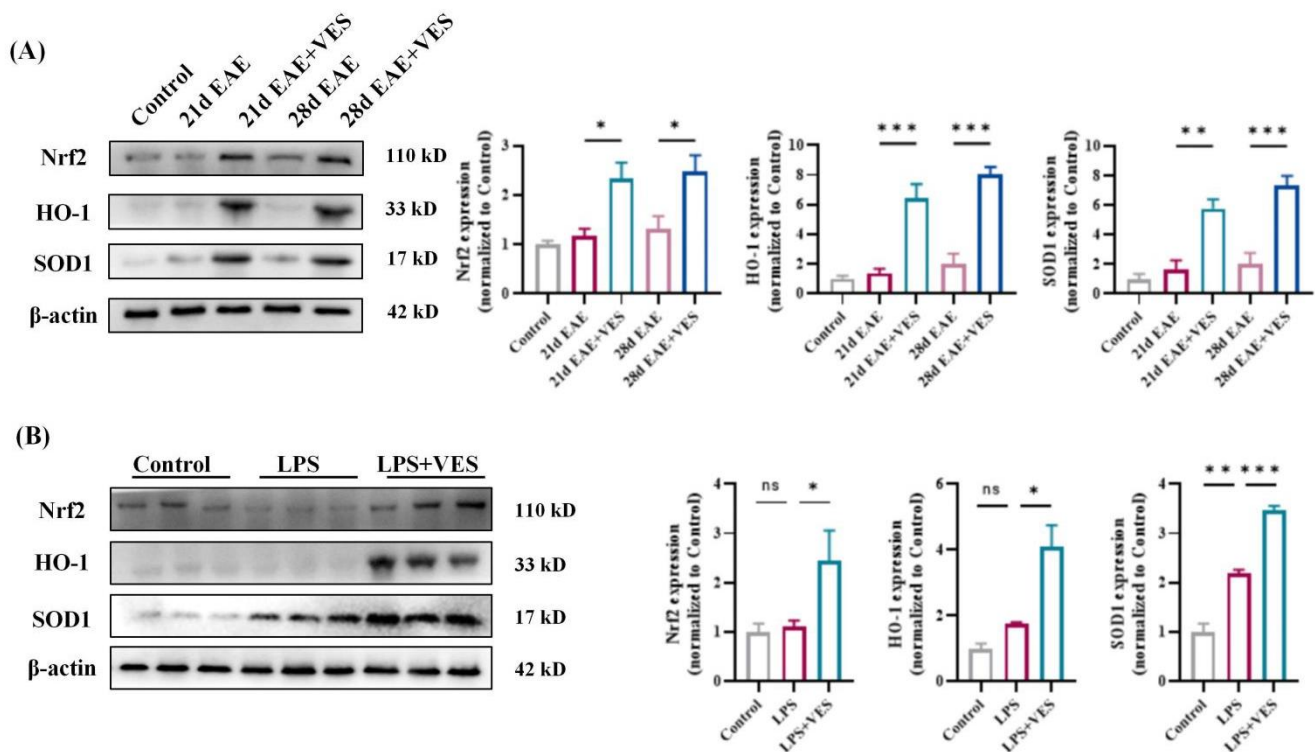 (A)
Control
21d EAE
21d EAE+VES
28d EAE
28d EAE+VES
Nrf2
110 kD
HO-1
33 kD
SOD1
17 kD
β-actin
42 kD
Nrf2 expression
(normalized to Control)
3
2
1
0
*
*
Control
21d EAE
21d EAE+VES
28d EAE
28d EAE+VES
HO-1 expression
(normalized to Control)
10
8
6
4
2
0
***
***
Control
21d EAE
21d EAE+VES
28d EAE
28d EAE+VES
SOD1 expression
(normalized to Control)
10
8
6
4
2
0
**
***
Control
21d EAE
21d EAE+VES
28d EAE
28d EAE+VES
(B)
Control
LPS
LPS+VES
Nrf2
110 kD
HO-1
33 kD
SOD1
17 kD
β-actin
42 kD
Nrf2 expression
(normalized to Control)
4
3
2
1
0
ns
*
Control
LPS
LPS+VES
HO-1 expression
(normalized to Control)
6
4
2
0
ns
*
Control
LPS
LPS+VES
SOD1 expression
(normalized to Control)
4
3
2
1
0
**
***
Control
LPS
LPS+VES